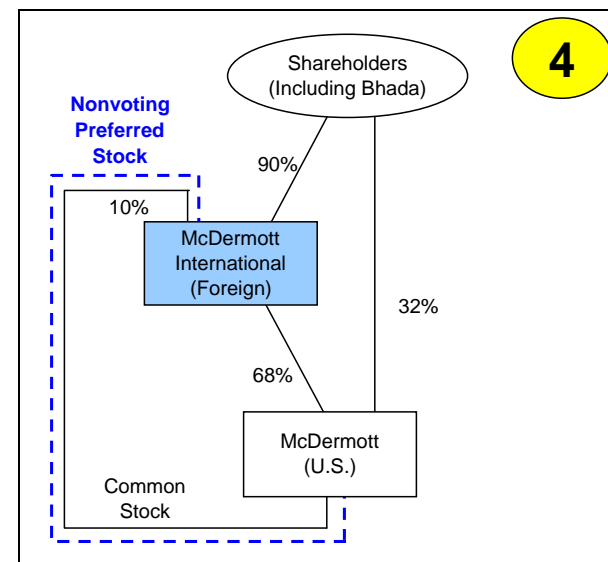 4
Shareholders
(Including Bhada)
Nonvoting
Preferred
Stock
90%
10%
McDermott
International
(Foreign)
32%
68%
McDermott
(U.S.)
Common
Stock